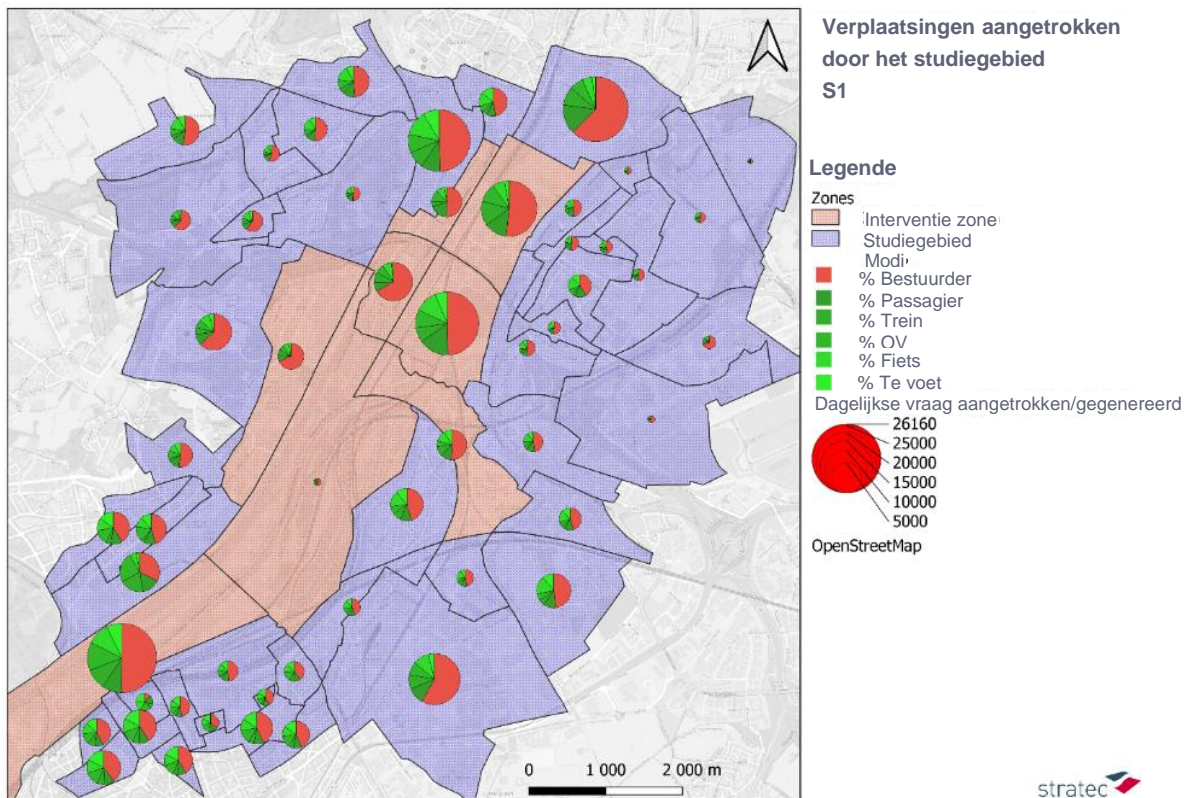 Verplaatsingen aangetrokken
door het studiegebied
S1
Legende
Zones
Interventie zone
Studiegebied
Modi
% Bestuurder
% Passagier
% Trein
% OV
% Fiets
% Te voet
Dagelijkse vraag aangetrokken/gegenereerd
26160
25000
20000
15000
10000
5000
OpenStreetMap
0 1 000 2 000 m
stratec